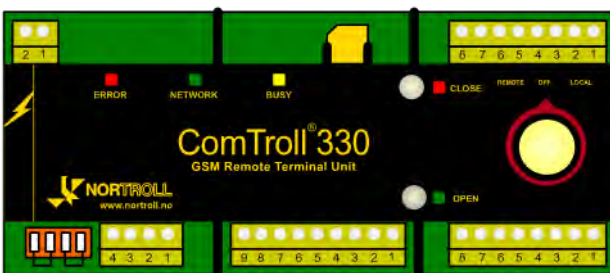 2 1
8 7 6 5 4 3 2 1
REMOTE OFF LOCAL
CLOSE
ERROR NETWORK BUSY
ComTroll® 330
GSM Remote Terminal Unit
NORTROLL
www.nortroll.no
OPEN
4 3 2 1
9 8 7 6 5 4 3 2 1
8 7 6 5 4 3 2 1